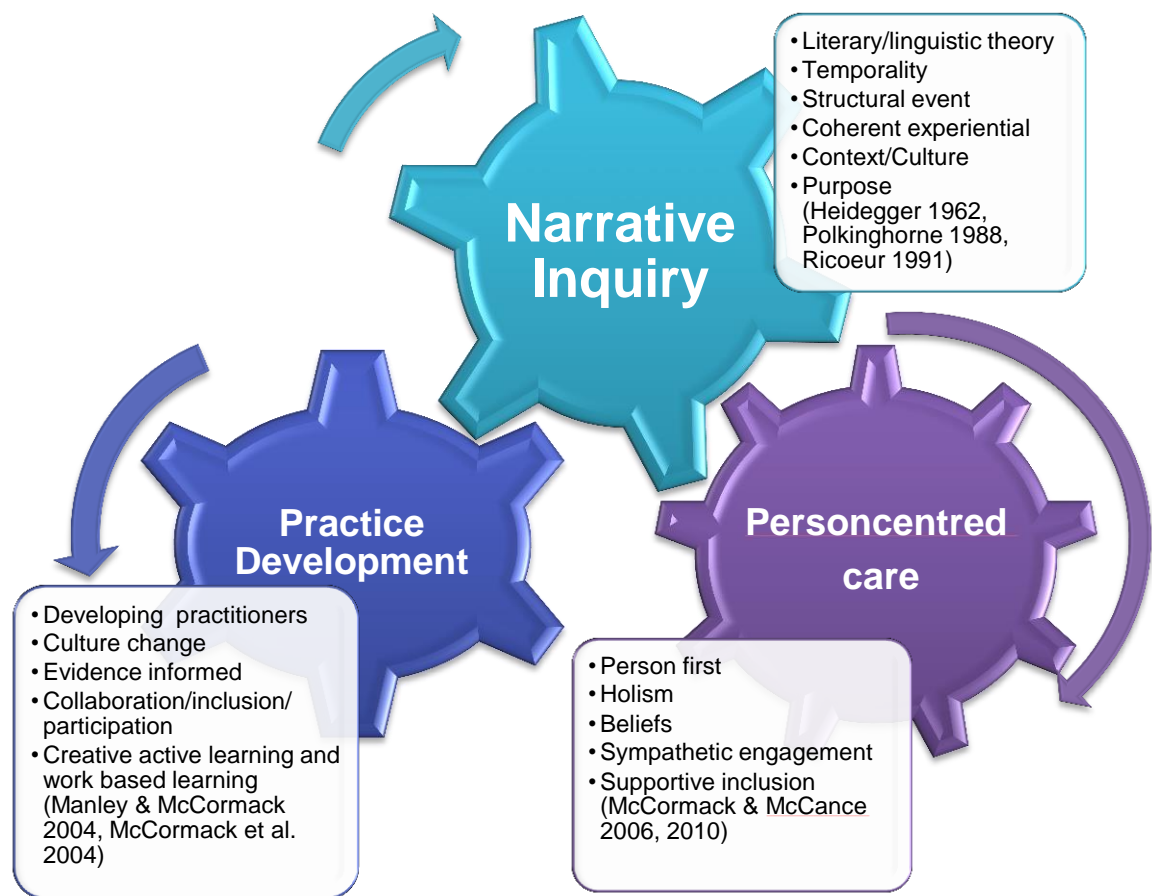 • Literary/linguistic theory
• Temporality
• Structural event
• Coherent experiential
• Context/Culture
• Purpose
(Heidegger 1962,
Polkinghorne 1988,
Ricoeur 1991)
Narrative
Inquiry
Practice
Development
• Developing practitioners
• Culture change
• Evidence informed
• Collaboration/inclusion/
participation
• Creative active learning and
work based learning
(Manley & McCormack
2004, McCormack et al.
2004)
Personcentred
care
• Person first
• Holism
• Beliefs
• Sympathetic engagement
• Supportive inclusion
(McCormack & McCance
2006, 2010)